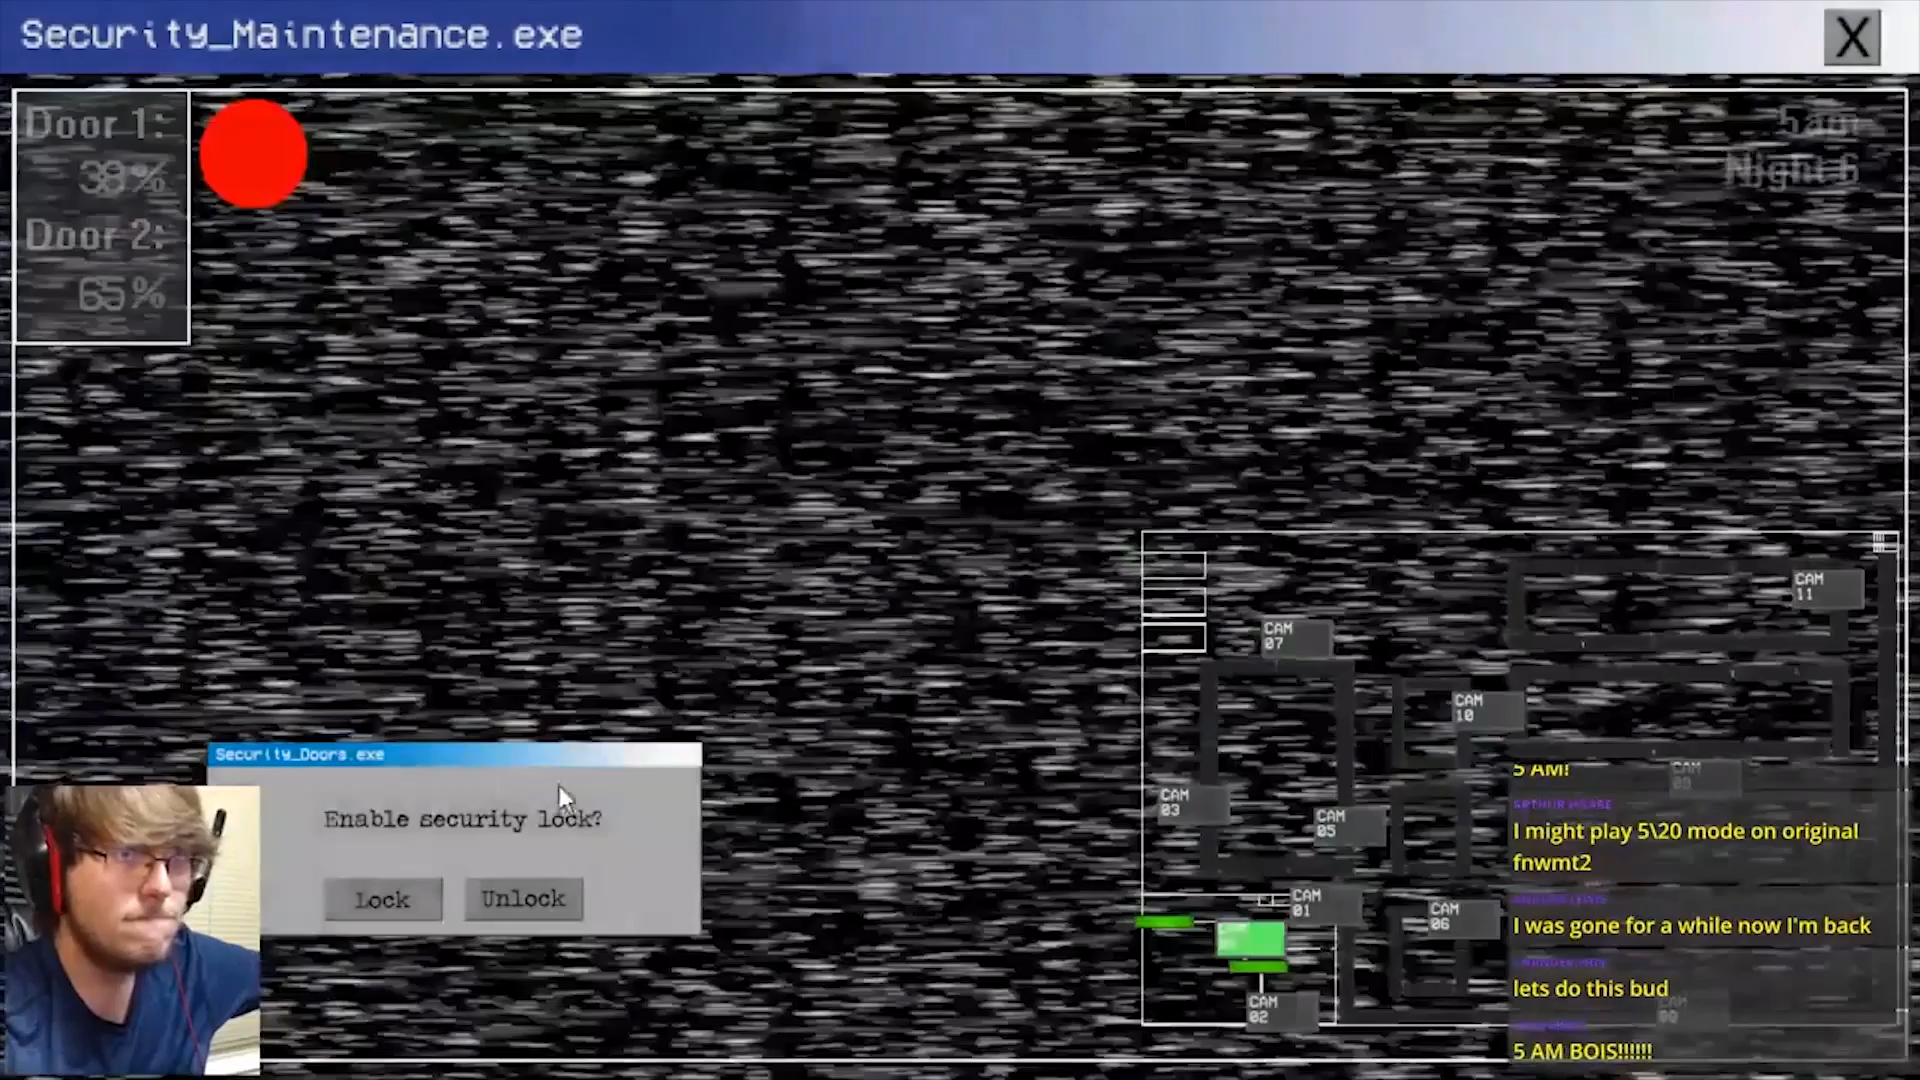 Security_Maintenance.exe
X
Door 1:
39%
Door 2:
65%
5am
Night 6
CAM
11
CAM
07
CAM
10
CAM
03
CAM
05
CAM
01
CAM
06
CAM
02
Security_Doors.exe
Enable security lock?
Lock
Unlock
5 AM!
I might play 5\20 mode on original
fnwmt2
I was gone for a while now I'm back
lets do this bud
5 AM BOIS!!!!!!